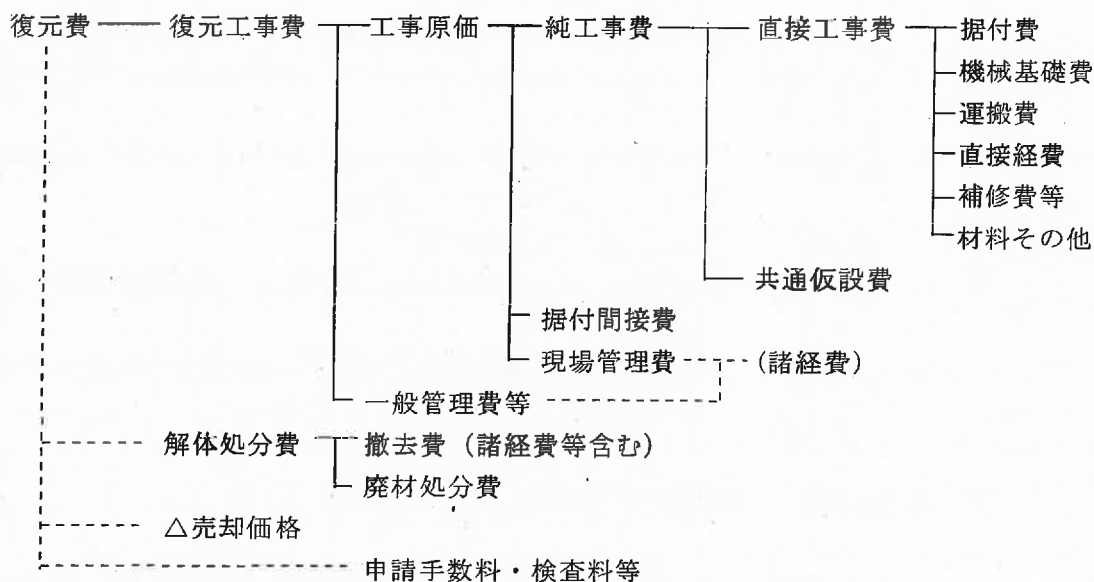 復元費 復元工事費 工事原価 純工事費 直接工事費 据付費
機械基礎費
運搬費
直接経費
補修費等
材料その他
共通仮設費
据付間接費
現場管理費 (諸経費)
一般管理費等
解体処分費 撤去費 (諸経費等含む)
廃材処分費
△売却価格
申請手数料・検査料等